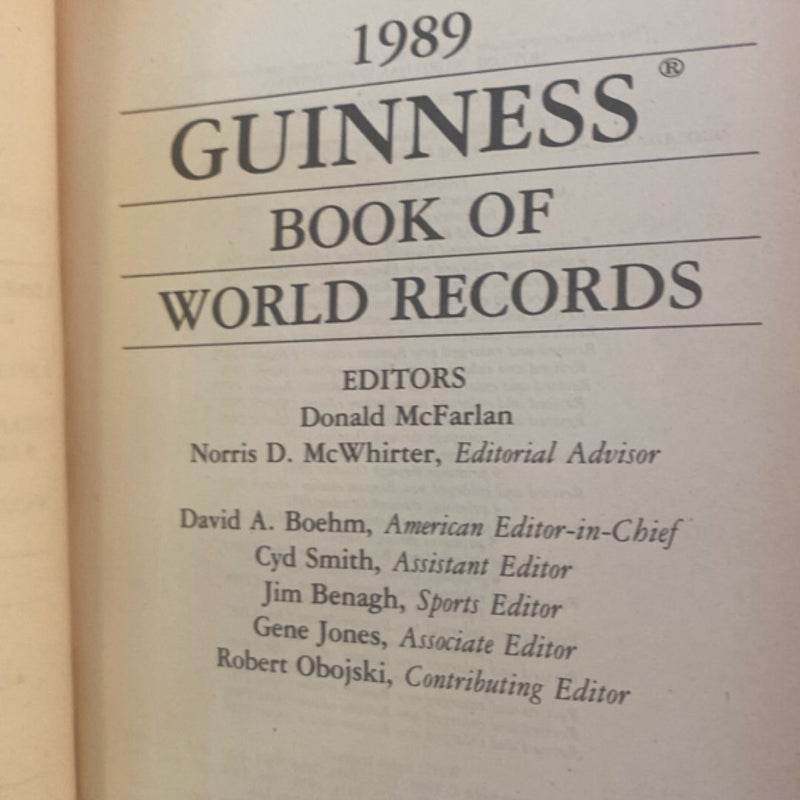 1989
GUINNESS®
BOOK OF
WORLD RECORDS
EDITORS
Donald McFarlan
Norris D. McWhirter, Editorial Advisor
David A. Boehm, American Editor-in-Chief
Cyd Smith, Assistant Editor
Jim Benagh, Sports Editor
Gene Jones, Associate Editor
Robert Obojski, Contributing Editor